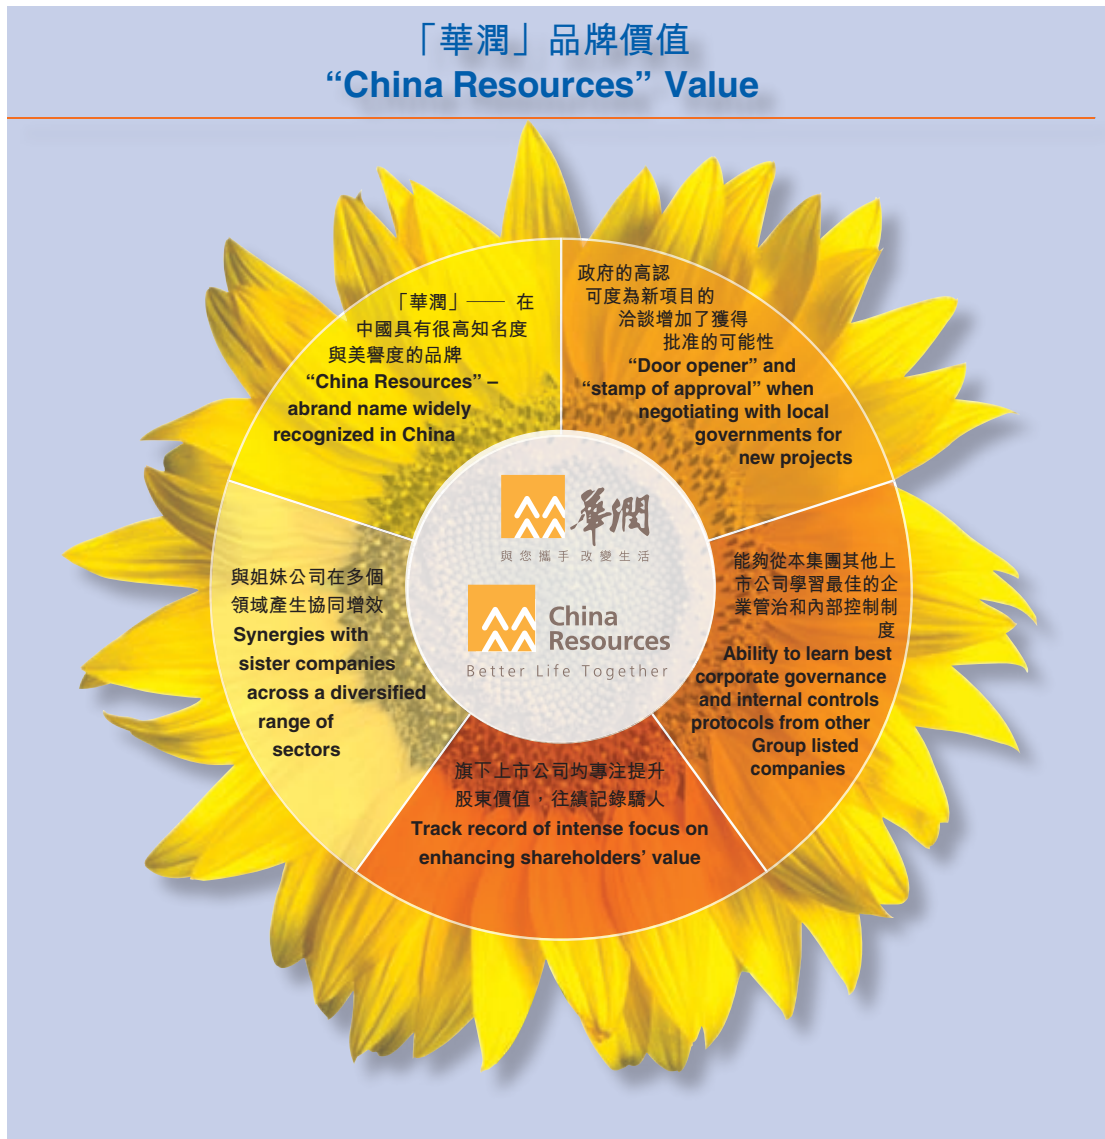 「華潤」品牌價值
“China Resources” Value
「華潤」—— 在
中國具有很高知名度
與美譽度的品牌
“China Resources” –
abrand name widely
recognized in China
政府的高認
可度為新項目的
洽談增加了獲得
批准的可能性
“Door opener” and
“stamp of approval” when
negotiating with local
governments for
new projects
華潤
與您攜手 改變生活
China
Resources
Better Life Together
與姐妹公司在多個
領域產生協同增效
Synergies with
sister companies
across a diversified
range of
sectors
能夠從本集團其他上
市公司學習最佳的企
業管治和內部控制制
度
Ability to learn best
corporate governance
and internal controls
protocols from other
Group listed
companies
旗下上市公司均專注提升
股東價值，往績記錄驕人
Track record of intense focus on
enhancing shareholders’ value